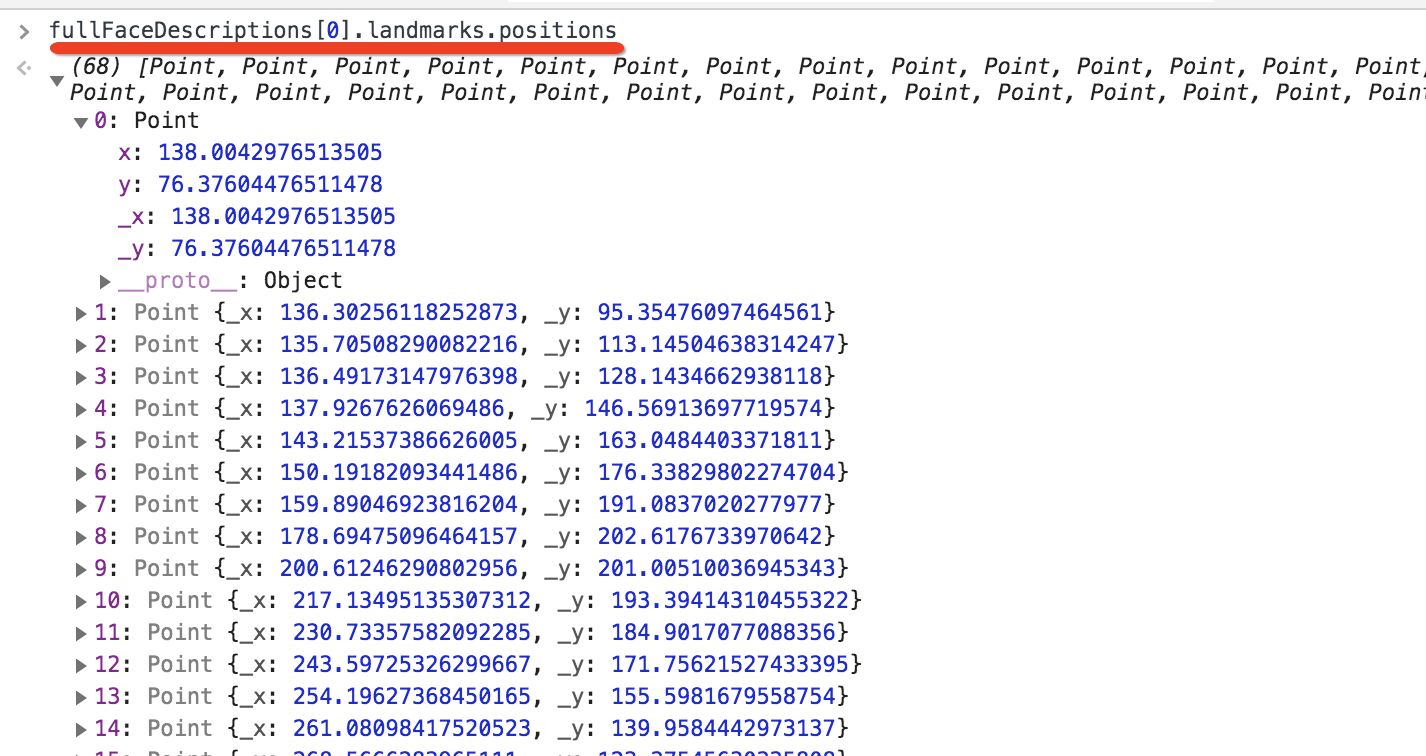 > fullFaceDescriptions[0].landmarks.positions
(68) [Point, Point, Point, Point, Point, Point, Point, Point, Point, Point, Point, Point, Point, Point,
Point, Point, Point, Point, Point, Point, Point, Point, Point, Point, Point, Point, Point, Point, Point
▼0: Point
x: 138.0042976513505
y: 76.37604476511478
_x: 138.0042976513505
_y: 76.37604476511478
▶__proto__: Object
▶1: Point {_x: 136.30256118252873, _y: 95.35476097464561}
▶2: Point {_x: 135.70508290082216, _y: 113.14504638314247}
▶3: Point {_x: 136.49173147976398, _y: 128.1434662938118}
▶4: Point {_x: 137.9267626069486, _y: 146.56913697719574}
▶5: Point {_x: 143.21537386626005, _y: 163.0484403371811}
▶6: Point {_x: 150.19182093441486, _y: 176.33829802274704}
▶7: Point {_x: 159.89046923816204, _y: 191.0837020277977}
▶8: Point {_x: 178.69475096464157, _y: 202.6176733970642}
▶9: Point {_x: 200.61246290802956, _y: 201.00510036945343}
▶10: Point {_x: 217.13495135307312, _y: 193.39414310455322}
▶11: Point {_x: 230.73357582092285, _y: 184.9017077088356}
▶12: Point {_x: 243.59725326299667, _y: 171.75621527433395}
▶13: Point {_x: 254.19627368450165, _y: 155.5981679558754}
▶14: Point {_x: 261.08098417520523, _y: 139.9584442973137}